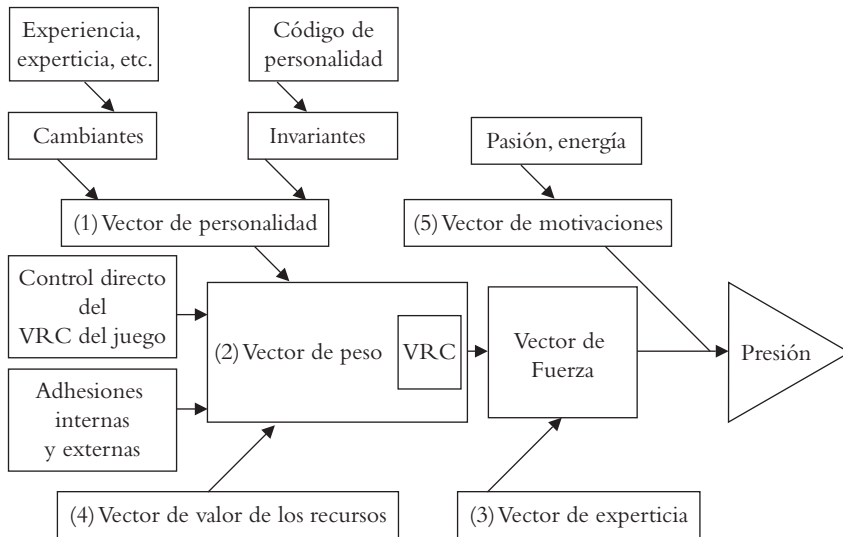 Experiencia,
experticia, etc.
Código de
personalidad
Cambiantes
Invariantes
Pasión, energía
(1) Vector de personalidad
(5) Vector de motivaciones
Control directo
del
VRC del juego
(2) Vector de peso
VRC
Vector de
Fuerza
Presión
Adhesiones
internas
y externas
(4) Vector de valor de los recursos
(3) Vector de experticia